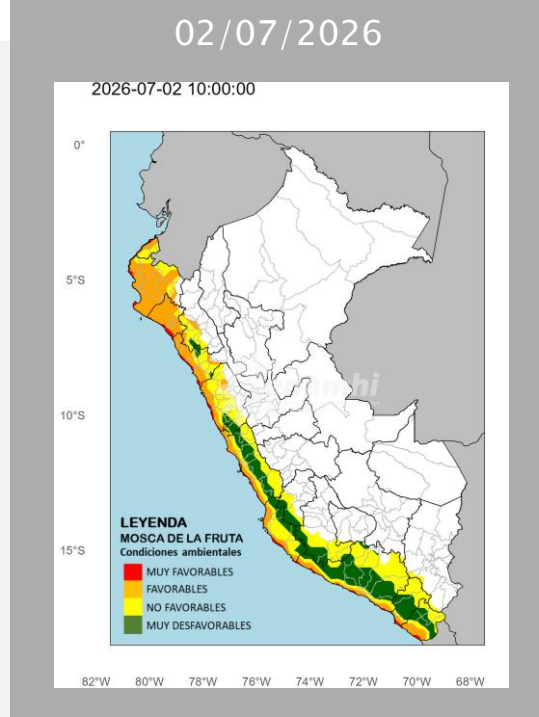 02/07/2026
2026-07-02 10:00:00
0°
5°S
10°S
15°S
LEYENDA
MOSCA DE LA FRUTA
Condiciones ambientales
MUY FAVORABLES
FAVORABLES
NO FAVORABLES
MUY DESFAVORABLES
82°W 80°W 78°W 76°W 74°W 72°W 70°W 68°W